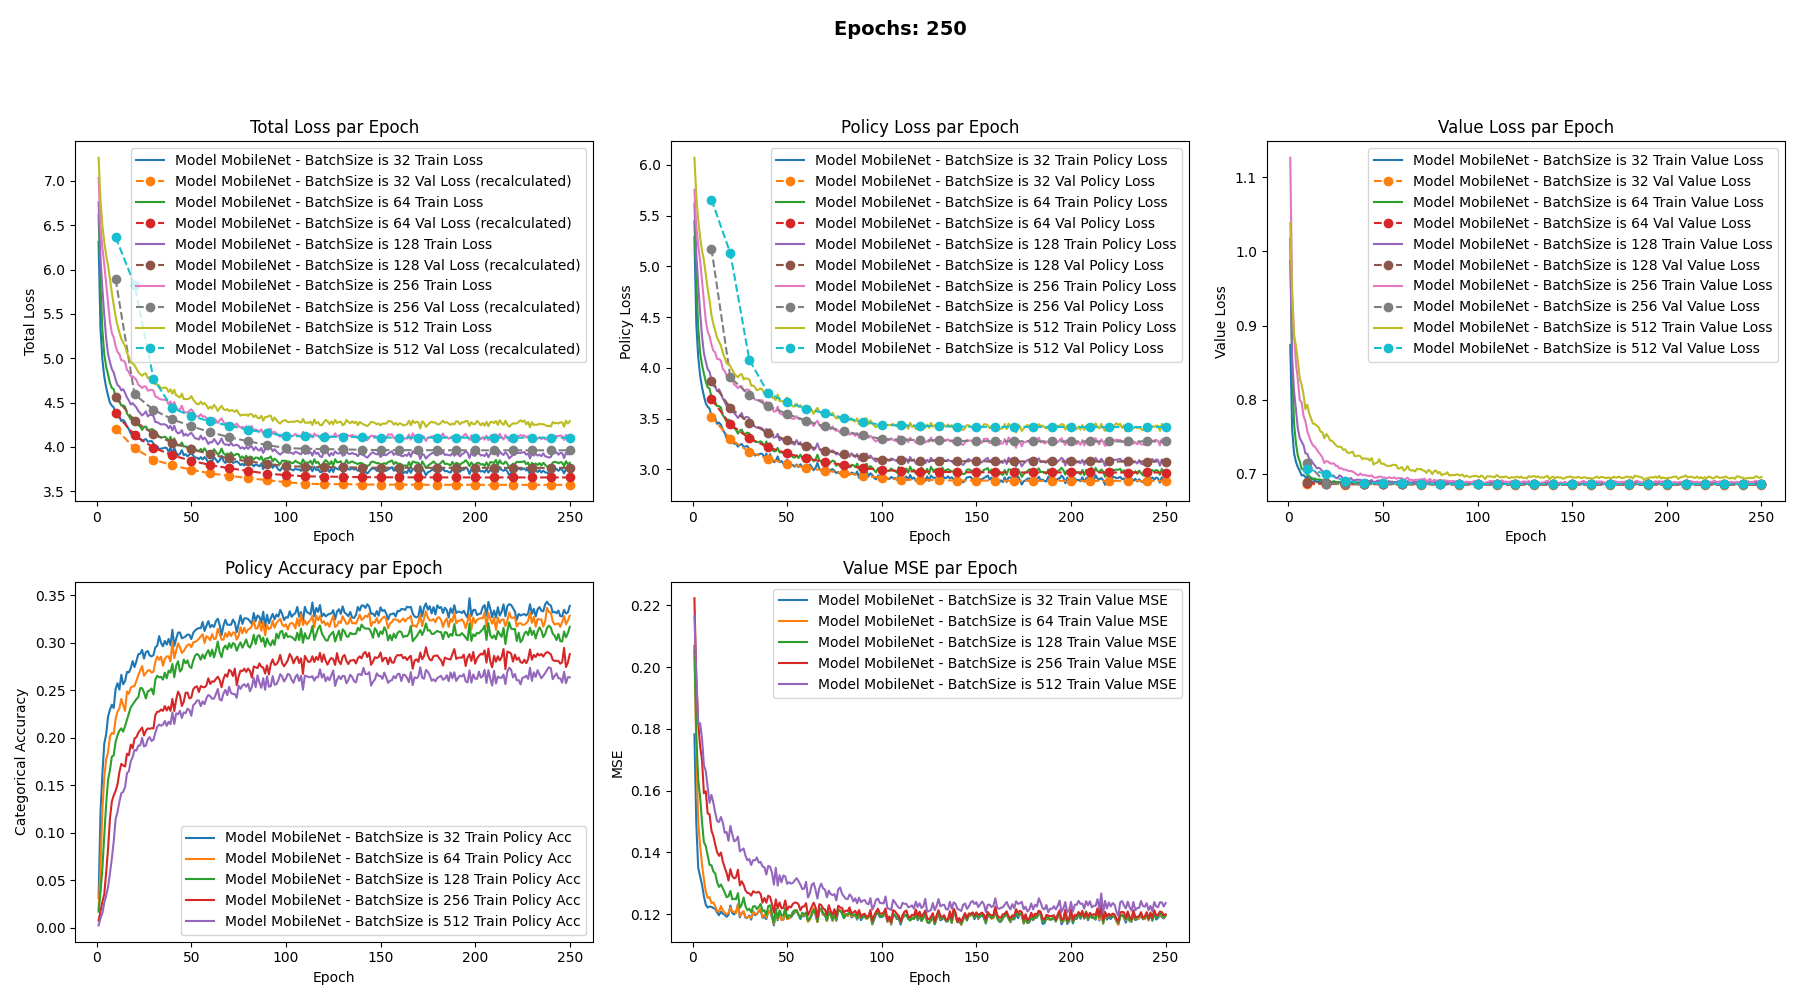 Epochs: 250
Total Loss par Epoch
Total Loss
7.0
6.5
6.0
5.5
5.0
4.5
4.0
3.5
Model MobileNet - BatchSize is 32 Train Loss
Model MobileNet - BatchSize is 32 Val Loss (recalculated)
Model MobileNet - BatchSize is 64 Train Loss
Model MobileNet - BatchSize is 64 Val Loss (recalculated)
Model MobileNet - BatchSize is 128 Train Loss
Model MobileNet - BatchSize is 128 Val Loss (recalculated)
Model MobileNet - BatchSize is 256 Train Loss
Model MobileNet - BatchSize is 256 Val Loss (recalculated)
Model MobileNet - BatchSize is 512 Train Loss
Model MobileNet - BatchSize is 512 Val Loss (recalculated)
0 50 100 150 200 250
Epoch
Policy Loss par Epoch
Policy Loss
6.0
5.5
5.0
4.5
4.0
3.5
3.0
Model MobileNet - BatchSize is 32 Train Policy Loss
Model MobileNet - BatchSize is 32 Val Policy Loss
Model MobileNet - BatchSize is 64 Train Policy Loss
Model MobileNet - BatchSize is 64 Val Policy Loss
Model MobileNet - BatchSize is 128 Train Policy Loss
Model MobileNet - BatchSize is 128 Val Policy Loss
Model MobileNet - BatchSize is 256 Train Policy Loss
Model MobileNet - BatchSize is 256 Val Policy Loss
Model MobileNet - BatchSize is 512 Train Policy Loss
Model MobileNet - BatchSize is 512 Val Policy Loss
0 50 100 150 200 250
Epoch
Value Loss par Epoch
Value Loss
1.1
1.0
0.9
0.8
0.7
Model MobileNet - BatchSize is 32 Train Value Loss
Model MobileNet - BatchSize is 32 Val Value Loss
Model MobileNet - BatchSize is 64 Train Value Loss
Model MobileNet - BatchSize is 64 Val Value Loss
Model MobileNet - BatchSize is 128 Train Value Loss
Model MobileNet - BatchSize is 128 Val Value Loss
Model MobileNet - BatchSize is 256 Train Value Loss
Model MobileNet - BatchSize is 256 Val Value Loss
Model MobileNet - BatchSize is 512 Train Value Loss
Model MobileNet - BatchSize is 512 Val Value Loss
0 50 100 150 200 250
Epoch
Policy Accuracy par Epoch
Categorical Accuracy
0.35
0.30
0.25
0.20
0.15
0.10
0.05
0.00
Model MobileNet - BatchSize is 32 Train Policy Acc
Model MobileNet - BatchSize is 64 Train Policy Acc
Model MobileNet - BatchSize is 128 Train Policy Acc
Model MobileNet - BatchSize is 256 Train Policy Acc
Model MobileNet - BatchSize is 512 Train Policy Acc
0 50 100 150 200 250
Epoch
Value MSE par Epoch
MSE
0.22
0.20
0.18
0.16
0.14
0.12
Model MobileNet - BatchSize is 32 Train Value MSE
Model MobileNet - BatchSize is 64 Train Value MSE
Model MobileNet - BatchSize is 128 Train Value MSE
Model MobileNet - BatchSize is 256 Train Value MSE
Model MobileNet - BatchSize is 512 Train Value MSE
0 50 100 150 200 250
Epoch